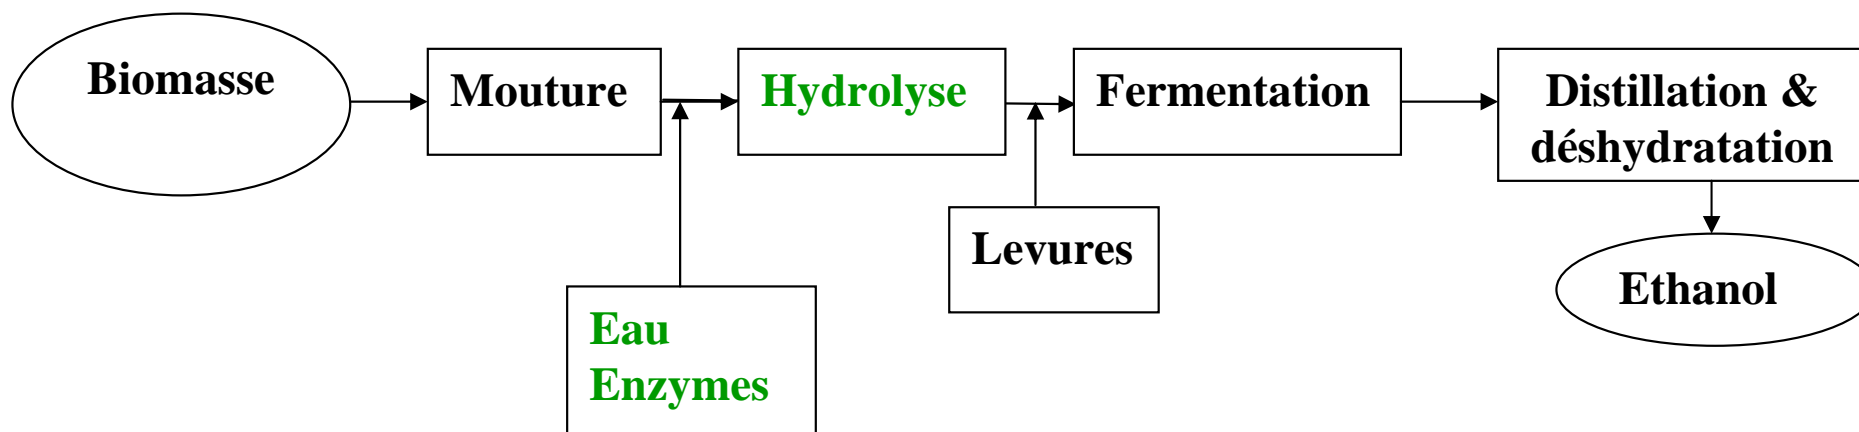 Biomasse
Mouture
Hydrolyse
Fermentation
Distillation &
déshydratation
Levures
Ethanol
Eau
Enzymes